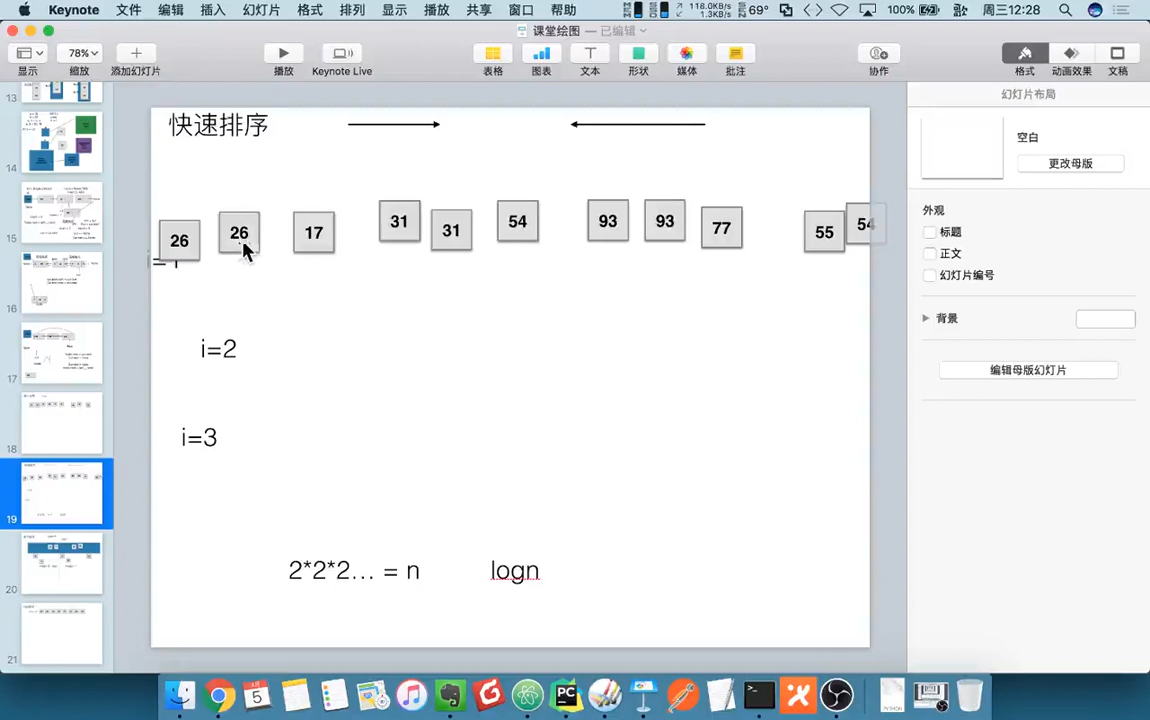 Keynote 文件 编辑 插入 幻灯片 格式 排列 显示 播放 共享 窗口 帮助 118.0KB/s 1.3KB/s 69° 100% 周三12:28
课堂绘图 — 已编辑
78%
显示 缩放 添加幻灯片 播放 Keynote Live 表格 图表 文本 形状 媒体 批注 协作 格式 动画效果 文稿
幻灯片布局
空白
更改母版
外观
标题
正文
幻灯片编号
背景
编辑母版幻灯片
13
14
15
16
17
18
19
20
21
快速排序
26 26 17 31 31 54 93 93 77 55 54
i=2
i=3
2*2*2... = n logn
5
PC
PYTHON